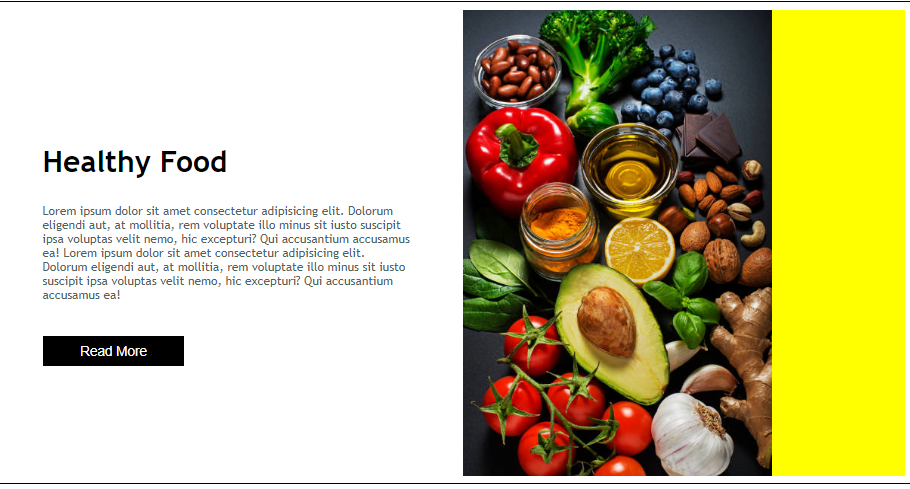 Healthy Food
Lorem ipsum dolor sit amet consectetur adipisicing elit. Dolorum
eligendi aut, at mollitia, rem voluptate illo minus sit iusto suscipit
ipsa voluptas velit nemo, hic excepturi? Qui accusantium accusamus
ea! Lorem ipsum dolor sit amet consectetur adipisicing elit.
Dolorum eligendi aut, at mollitia, rem voluptate illo minus sit iusto
suscipit ipsa voluptas velit nemo, hic excepturi? Qui accusantium
accusamus ea!
Read More